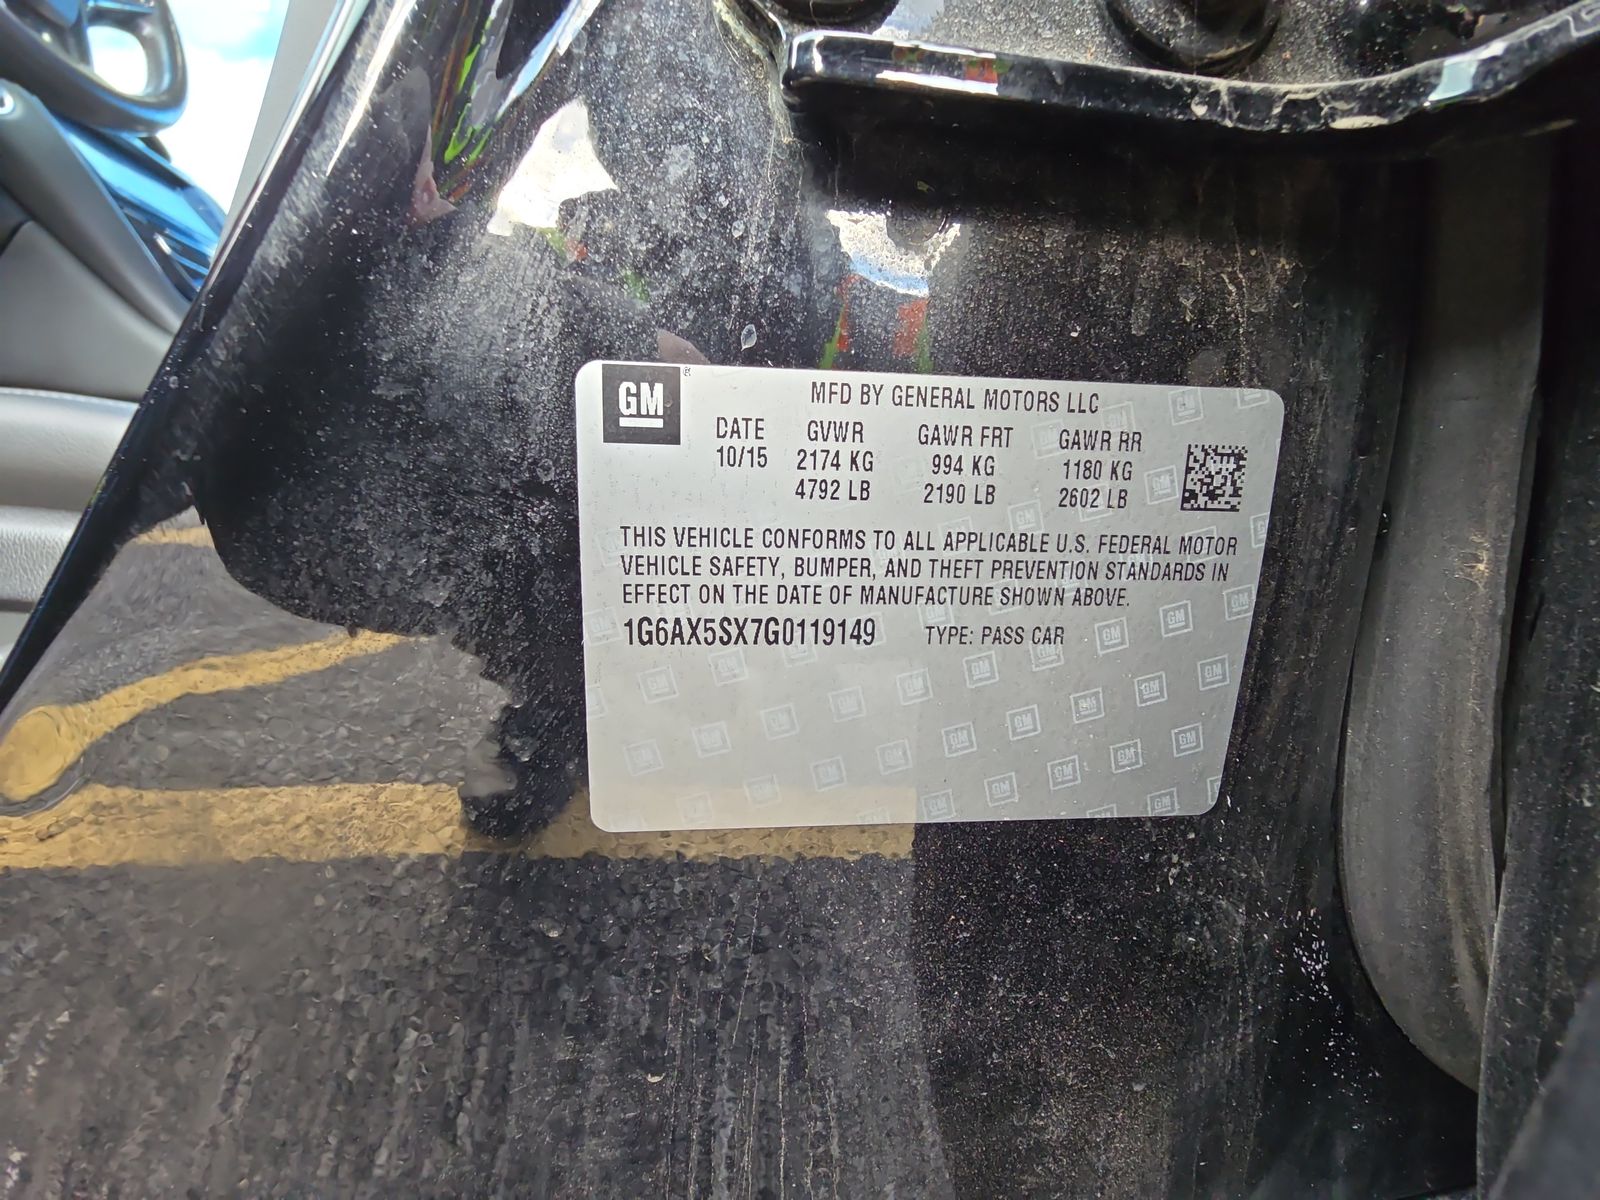 GM ®
MFD BY GENERAL MOTORS LLC
DATE GVWR GAWR FRT GAWR RR
10/15 2174 KG 994 KG 1180 KG
4792 LB 2190 LB 2602 LB
THIS VEHICLE CONFORMS TO ALL APPLICABLE U.S. FEDERAL MOTOR
VEHICLE SAFETY, BUMPER, AND THEFT PREVENTION STANDARDS IN
EFFECT ON THE DATE OF MANUFACTURE SHOWN ABOVE.
1G6AX5SX7G0119149 TYPE: PASS CAR